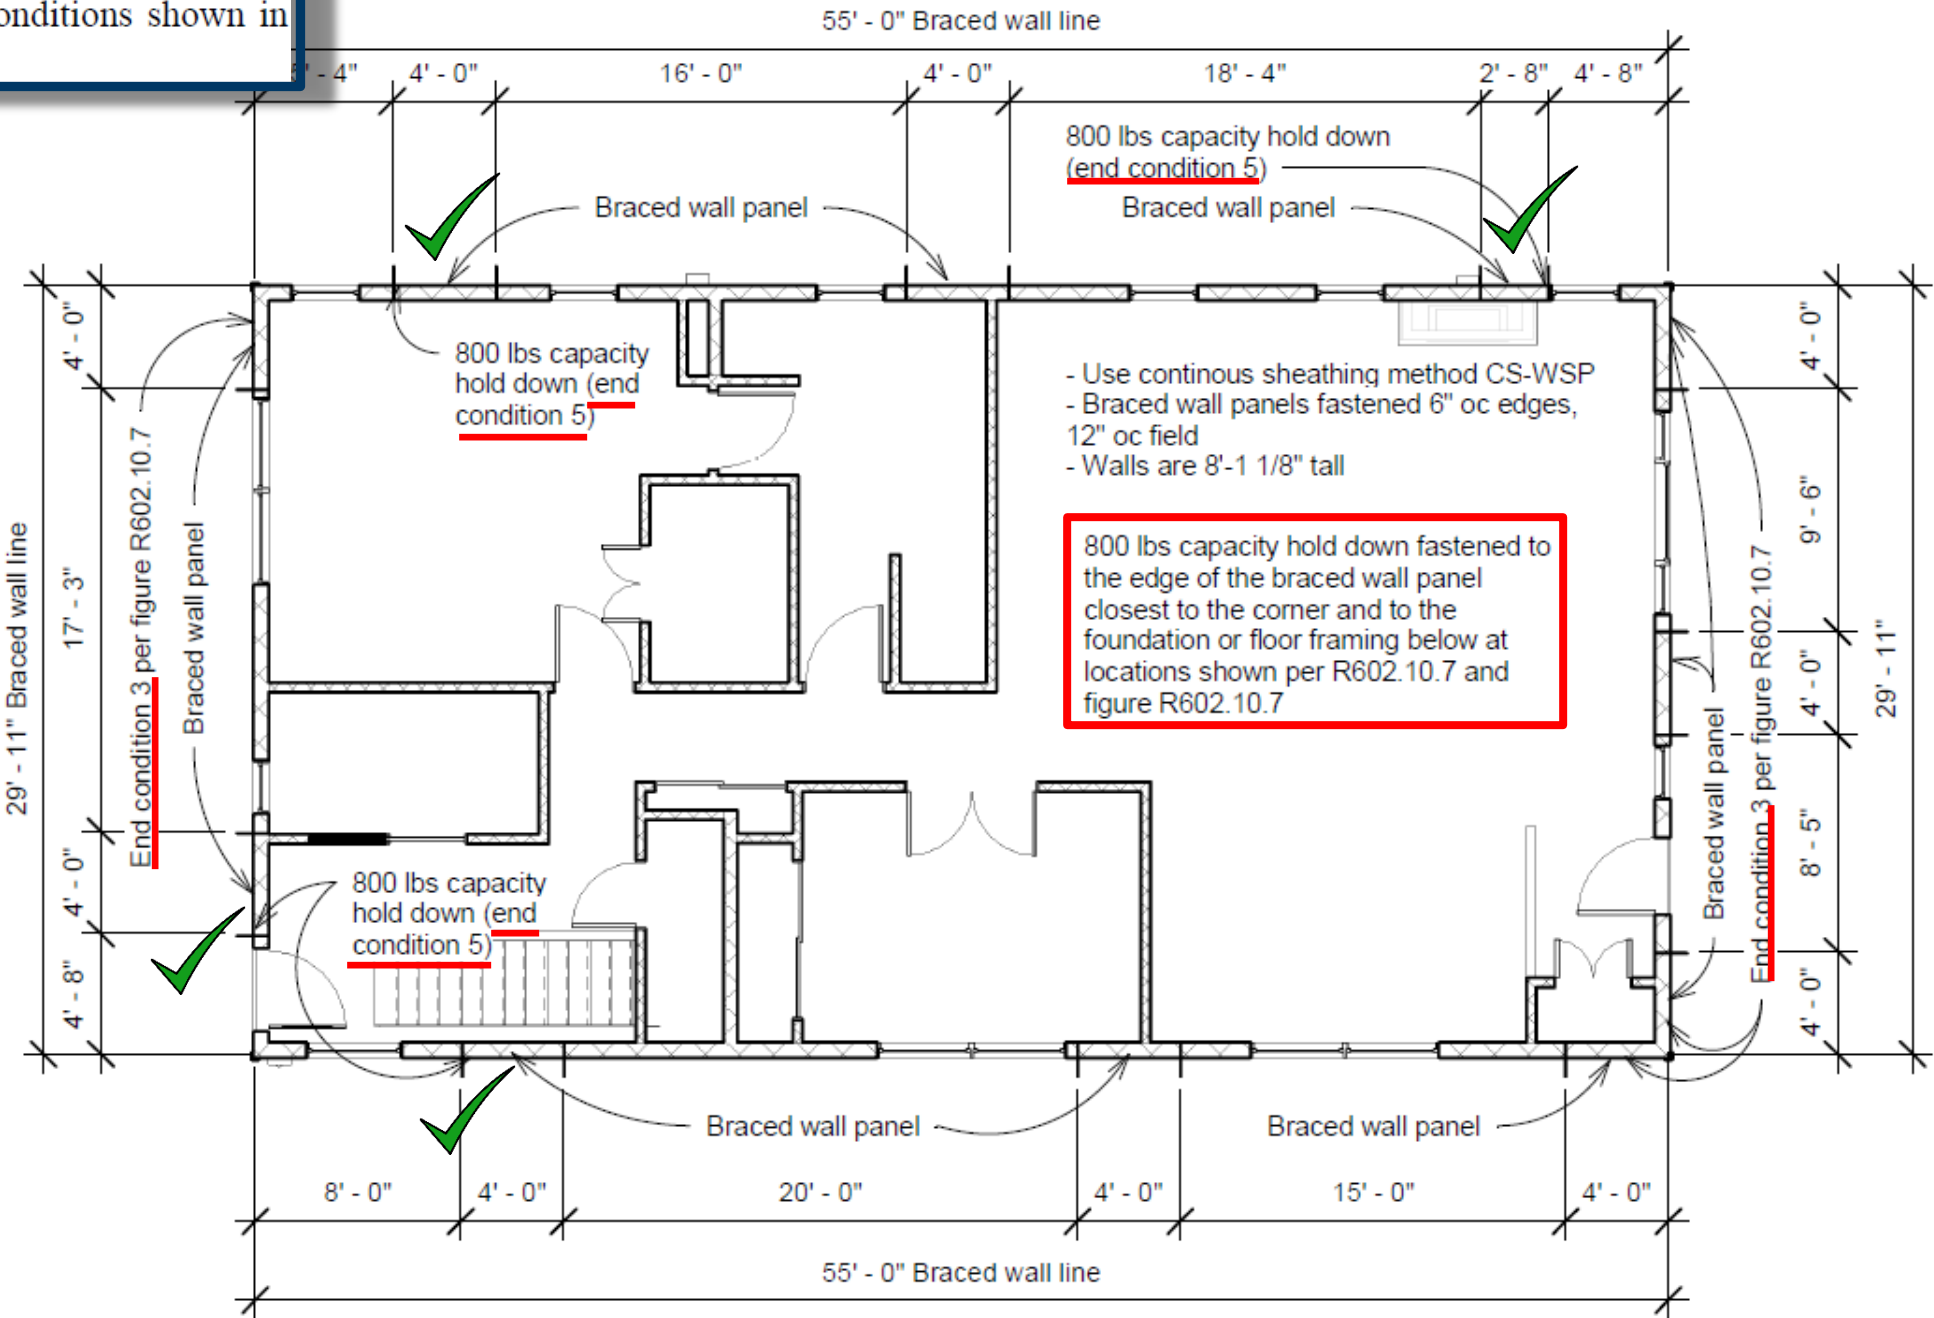 onditions shown in
55' - 0" Braced wall line
' - 4"
4' - 0"
16' - 0"
4' - 0"
18' - 4"
2' - 8"
4' - 8"
800 lbs capacity hold down
(end condition 5)
Braced wall panel
Braced wall panel
4' - 0"
17' - 3"
4' - 0"
4' - 8"
29' - 11" Braced wall line
End condition 3 per figure R602.10.7
Braced wall panel
800 lbs capacity
hold down (end
condition 5)
- Use continous sheathing method CS-WSP
- Braced wall panels fastened 6" oc edges,
12" oc field
- Walls are 8'-1 1/8" tall
800 lbs capacity hold down fastened to
the edge of the braced wall panel
closest to the corner and to the
foundation or floor framing below at
locations shown per R602.10.7 and
figure R602.10.7
4' - 0"
9' - 6"
4' - 0"
8' - 5"
4' - 0"
29' - 11"
Braced wall panel
End condition 3 per figure R602.10.7
800 lbs capacity
hold down (end
condition 5)
Braced wall panel
Braced wall panel
8' - 0"
4' - 0"
20' - 0"
4' - 0"
15' - 0"
4' - 0"
55' - 0" Braced wall line